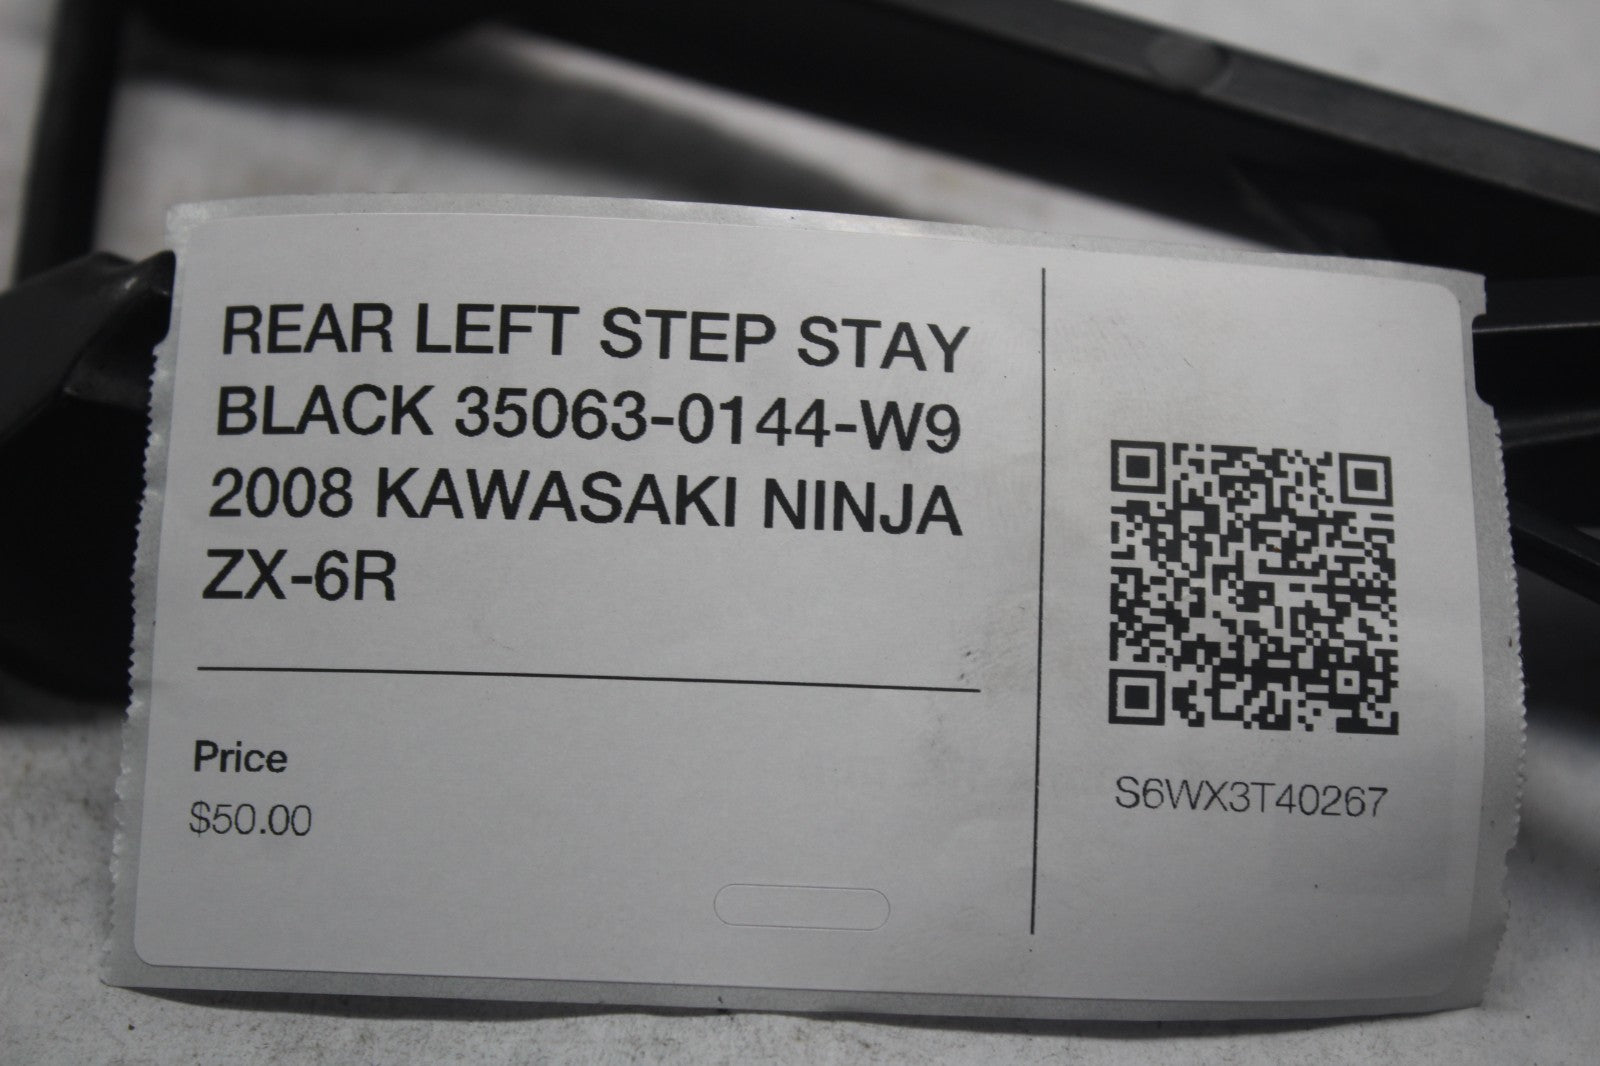 REAR LEFT STEP STAY
BLACK 35063-0144-W9
2008 KAWASAKI NINJA
ZX-6R
Price
$50.00
S6WX3T40267